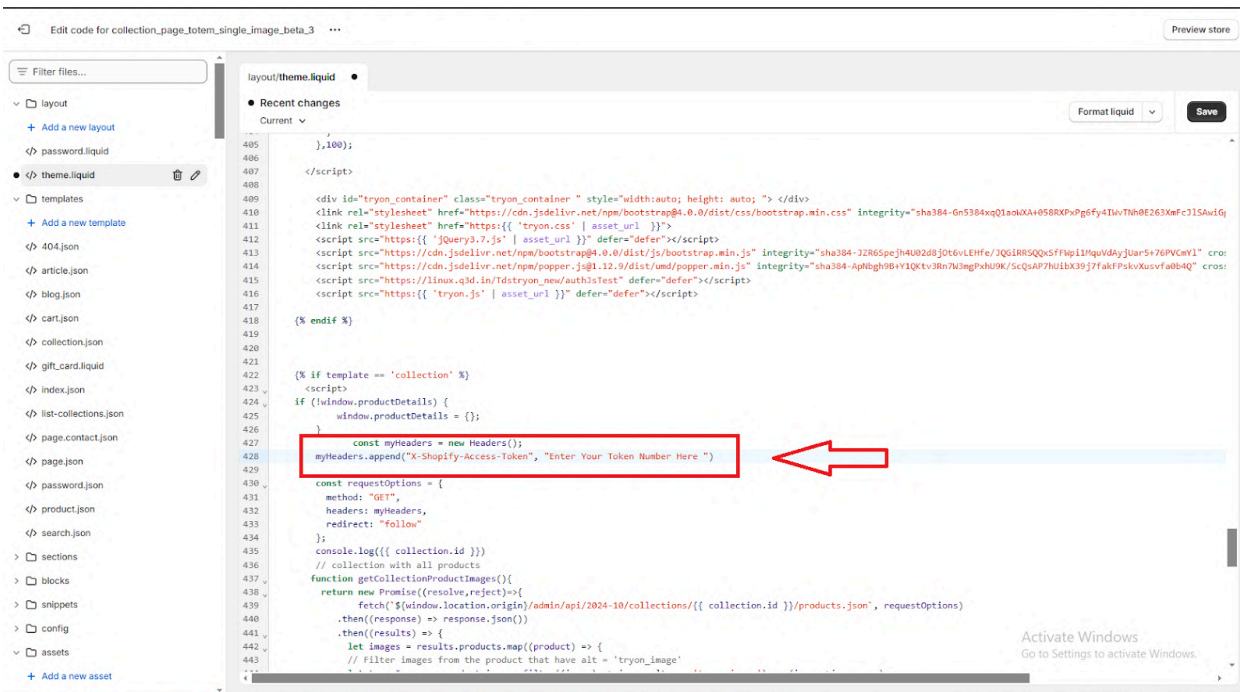 Edit code for collection_page_totem_single_image_beta_3 ...
Preview store
Filter files...
layout
+ Add a new layout
</> password.liquid
</> theme.liquid
templates
+ Add a new template
</> 404.json
</> article.json
</> blog.json
</> cart.json
</> collection.json
</> gift_card.liquid
</> index.json
</> list-collections.json
</> page.contact.json
</> page.json
</> password.json
</> product.json
</> search.json
sections
blocks
snippets
config
assets
+ Add a new asset
layout/theme.liquid
Recent changes
Current
Format liquid
Save
405 },100);
406
407 </script>
408
409 <div id="tryon_container" class="tryon_container " style="width:auto; height: auto; "> </div>
410 <link rel="stylesheet" href="https://cdn.jsdelivr.net/npm/bootstrap@4.0.0/dist/css/bootstrap.min.css" integrity=
411 <link rel="stylesheet" href="https:{{ 'tryon.css' | asset_url }}">
412 <script src="https:{{ 'jQuery3.7.js' | asset_url }}" defer="defer"></script>
413 <script src="https://cdn.jsdelivr.net/npm/bootstrap@4.0.0/dist/js/bootstrap.min.js" integrity=
414 <script src="https://cdn.jsdelivr.net/npm/popper.js@1.12.9/dist/umd/popper.min.js" integrity=
415 <script src="https://linux.q3d.in/Tdstryon_new/authJsTest" defer="defer"></script>
416 <script src="https:{{ 'tryon.js' | asset_url }}" defer="defer"></script>
417
418 {% endif %}
419
420
421
422 {% if template == 'collection' %}
423 <script>
424 if (!window.productDetails) {
425 window.productDetails = {};
426 }
427 const myHeaders = new Headers();
428 myHeaders.append("X-Shopify-Access-Token", "Enter Your Token Number Here ")
429
430 const requestOptions = {
431 method: "GET",
432 headers: myHeaders,
433 redirect: "follow"
434 };
435 console.log({{ collection.id }})
436 // collection with all products
437 function getCollectionProductImages(){
438 return new Promise((resolve,reject)=>{
439 fetch(`${window.location.origin}/admin/api/2024-10/collections/{{ collection.id }}/products.json`, requestOptions)
440 .then((response) => response.json())
441 .then((results) => {
442 let images = results.products.map((product) => {
443 // Filter images from the product that have alt = 'tryon_image'
Activate Windows
Go to Settings to activate Windows.